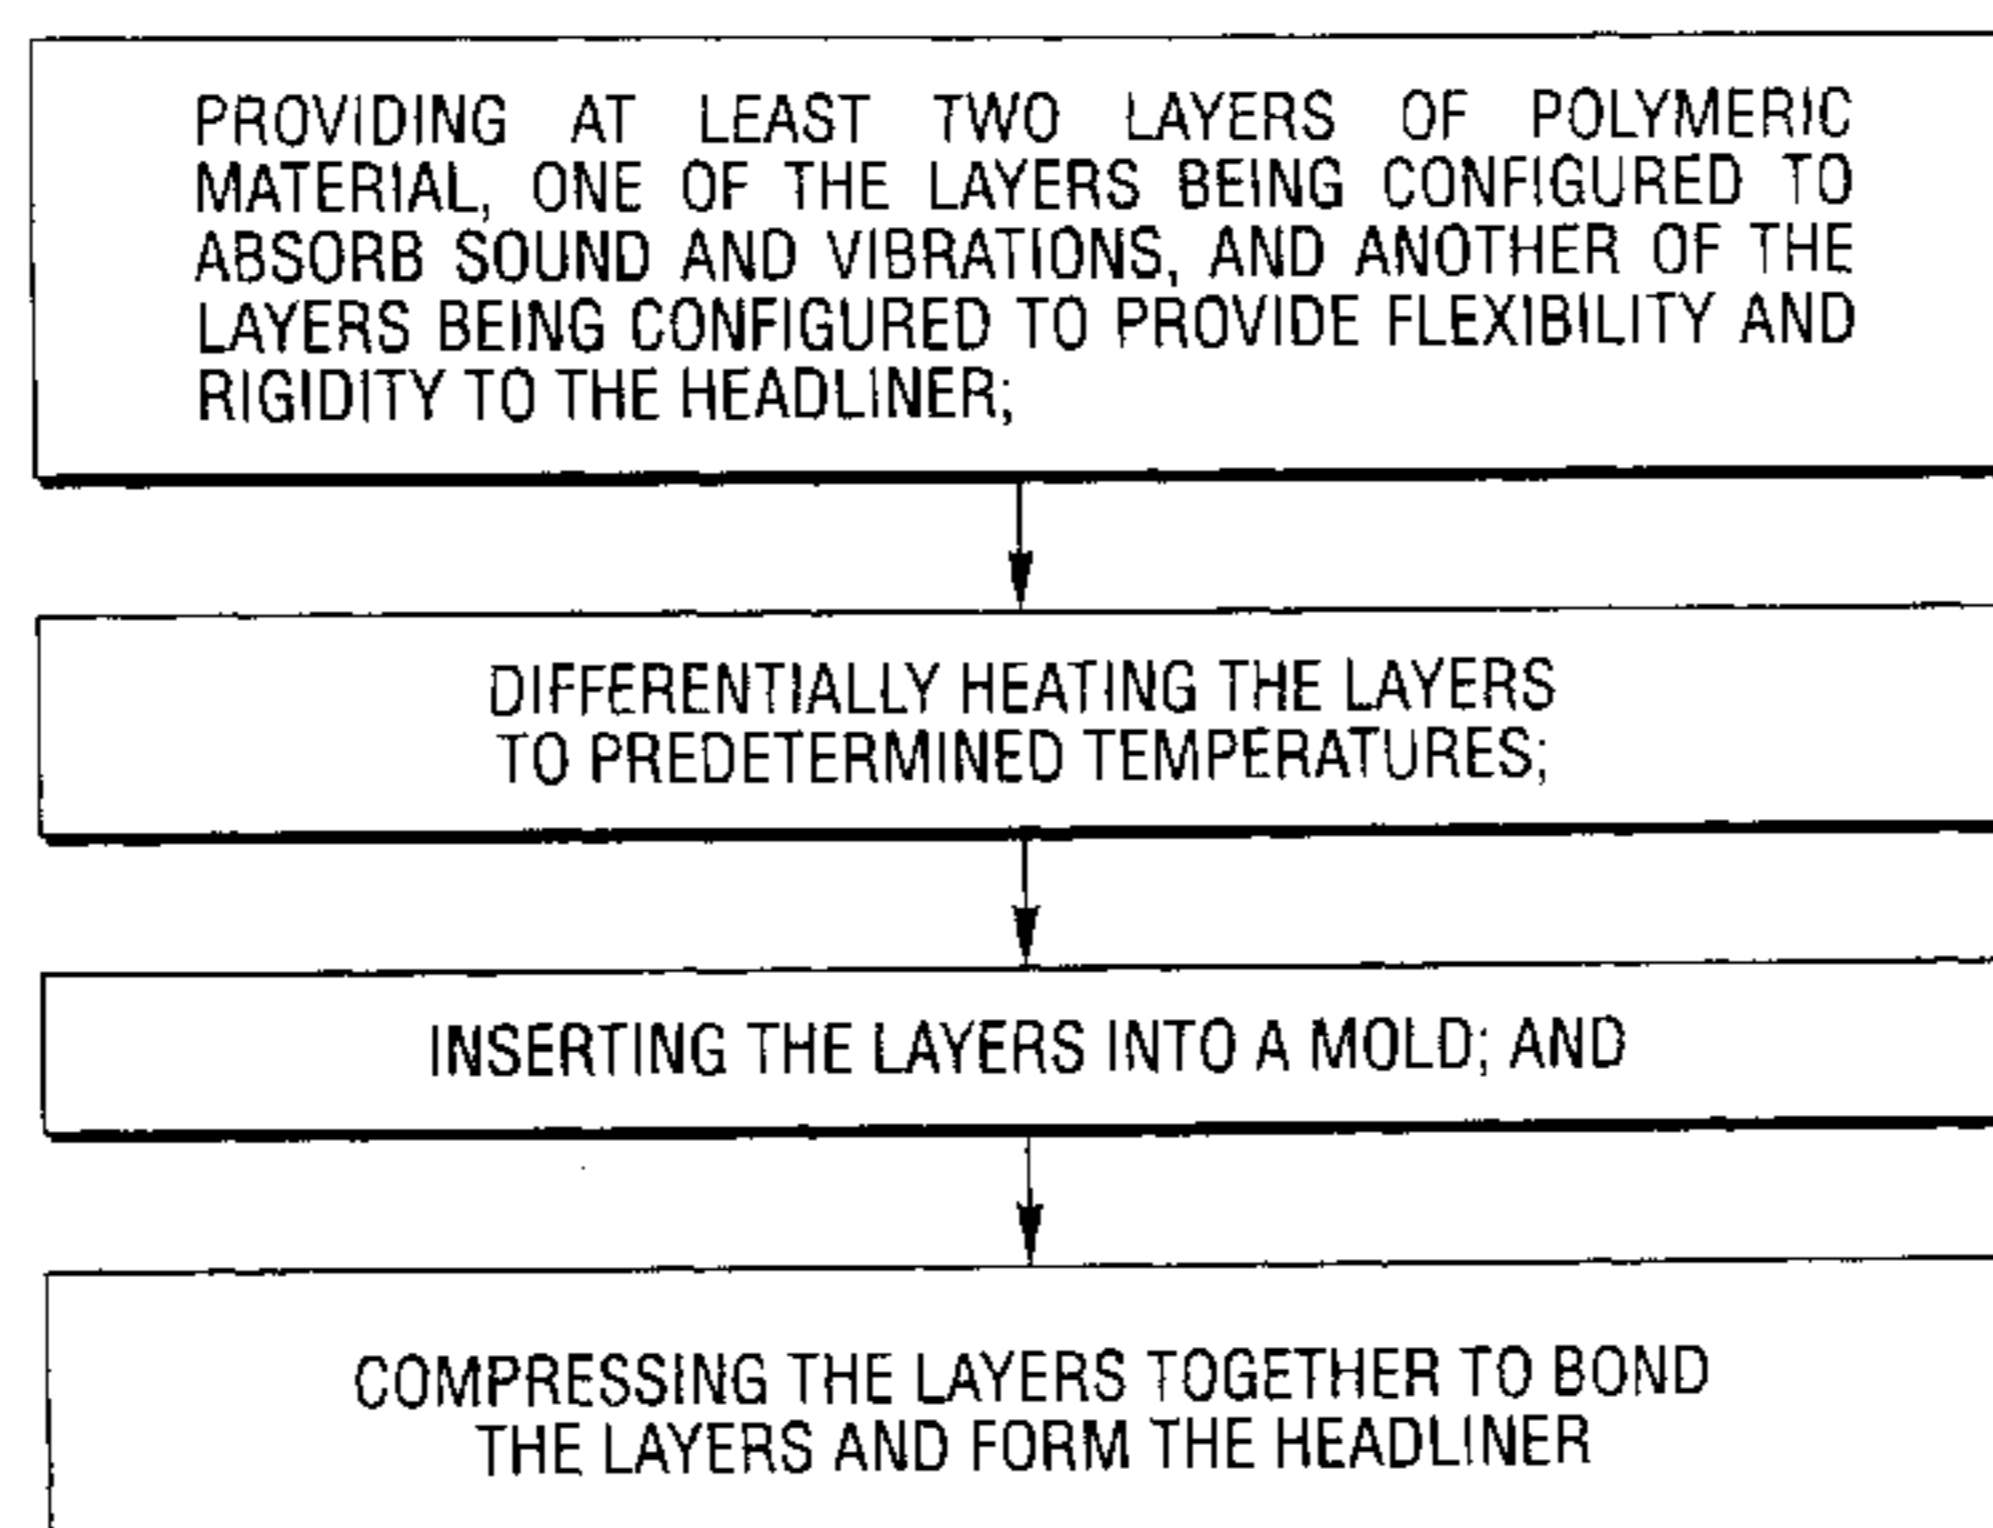 PROVIDING AT LEAST TWO LAYERS OF POLYMERIC
MATERIAL, ONE OF THE LAYERS BEING CONFIGURED TO
ABSORB SOUND AND VIBRATIONS, AND ANOTHER OF THE
LAYERS BEING CONFIGURED TO PROVIDE FLEXIBILITY AND
RIGIDITY TO THE HEADLINER;
DIFFERENTIALLY HEATING THE LAYERS
TO PREDETERMINED TEMPERATURES;
INSERTING THE LAYERS INTO A MOLD; AND
COMPRESSING THE LAYERS TOGETHER TO BOND
THE LAYERS AND FORM THE HEADLINER